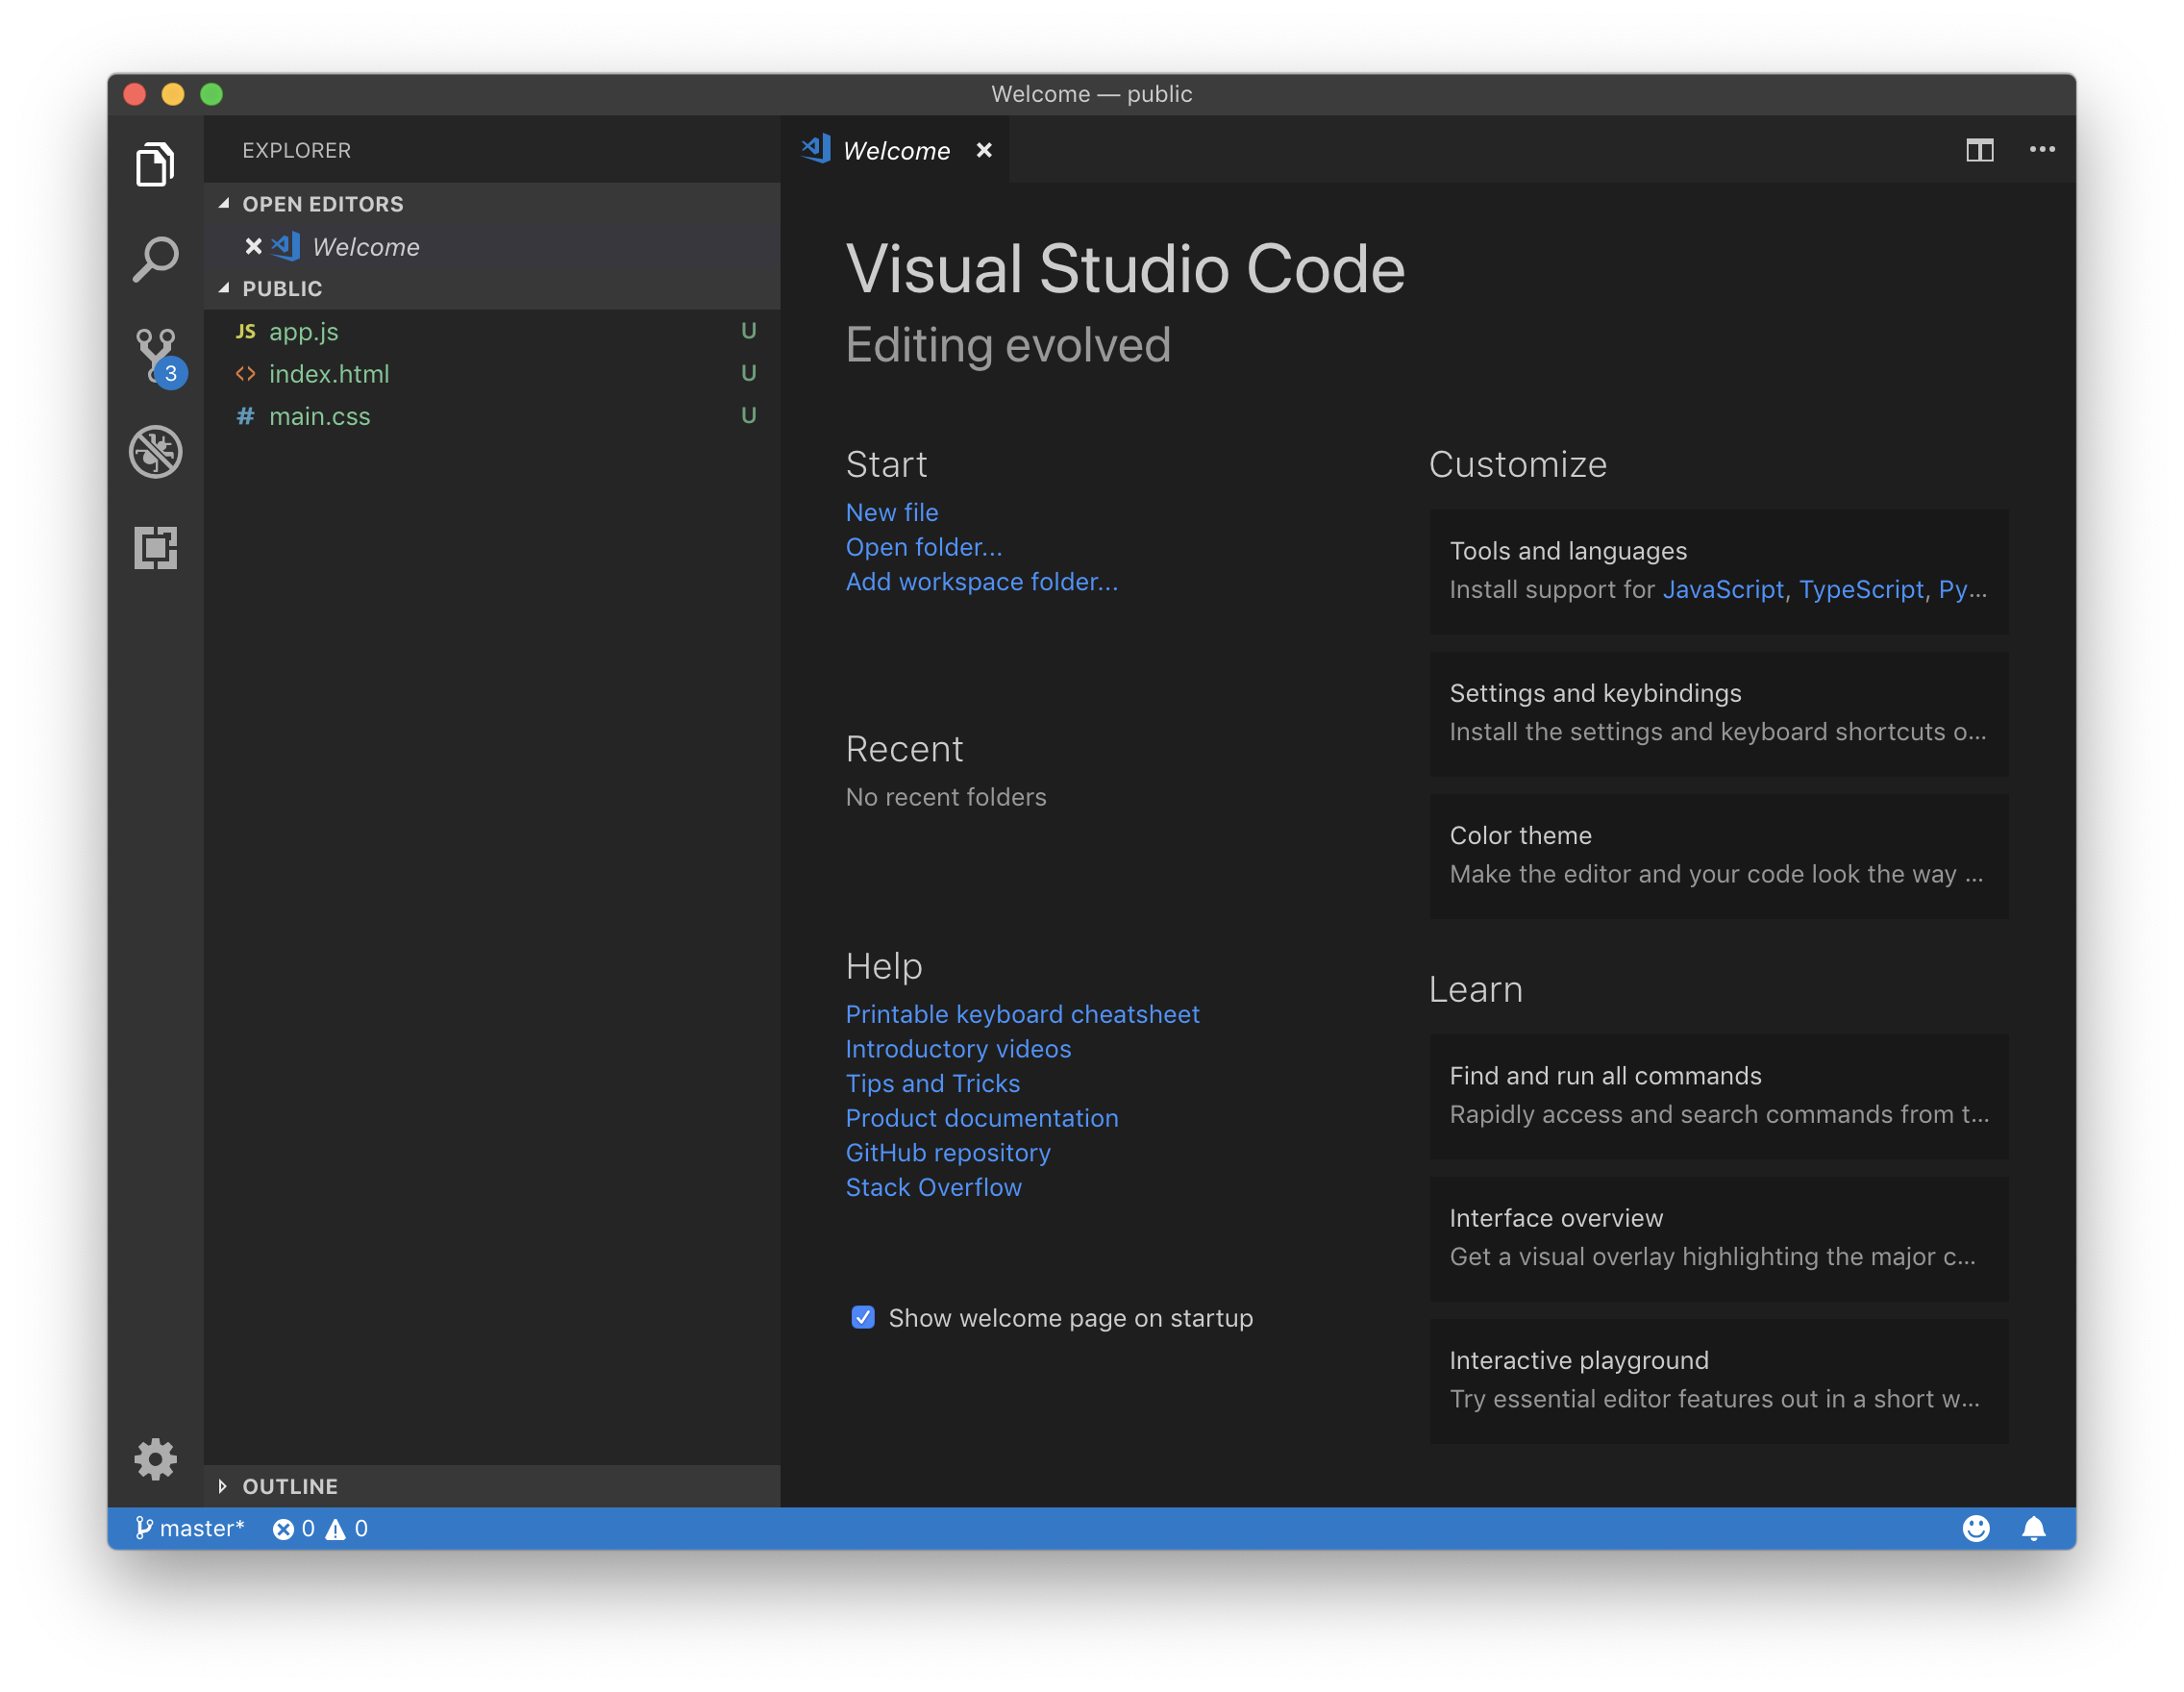 Welcome — public
EXPLORER
OPEN EDITORS
Welcome
PUBLIC
JS app.js U
<> index.html U
# main.css U
3
OUTLINE
Welcome
Visual Studio Code
Editing evolved
Start
New file
Open folder...
Add workspace folder...
Recent
No recent folders
Help
Printable keyboard cheatsheet
Introductory videos
Tips and Tricks
Product documentation
GitHub repository
Stack Overflow
Show welcome page on startup
Customize
Tools and languages
Install support for JavaScript, TypeScript, Py...
Settings and keybindings
Install the settings and keyboard shortcuts o...
Color theme
Make the editor and your code look the way ...
Learn
Find and run all commands
Rapidly access and search commands from t...
Interface overview
Get a visual overlay highlighting the major c...
Interactive playground
Try essential editor features out in a short w...
master* 0 0